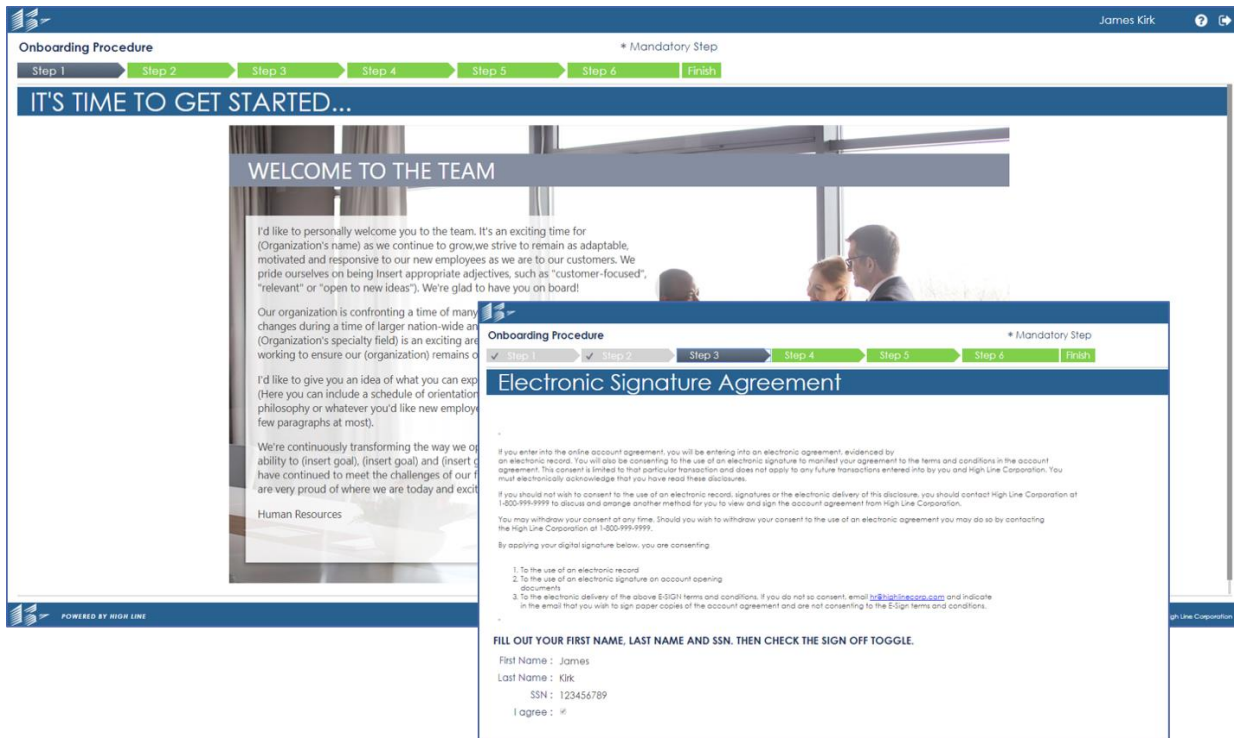 James Kirk
Onboarding Procedure
* Mandatory Step
Step 1
Step 2
Step 3
Step 4
Step 5
Step 6
Finish
IT'S TIME TO GET STARTED...
WELCOME TO THE TEAM
I'd like to personally welcome you to the team. It's an exciting time for
(Organization's name) as we continue to grow,we strive to remain as adaptable,
motivated and responsive to our new employees as we are to our customers. We
pride ourselves on being Insert appropriate adjectives, such as "customer-focused",
"relevant" or "open to new ideas"). We're glad to have you on board!
Our organization is confronting a time of many
changes during a time of larger nation-wide an
(Organization's specialty field) is an exciting are
working to ensure our (organization) remains o
I'd like to give you an idea of what you can exp
(Here you can include a schedule of orientation
philosophy or whatever you'd like new employe
few paragraphs at most).
We're continuously transforming the way we op
ability to (insert goal), (insert goal) and (insert g
have continued to meet the challenges of our f
are very proud of where we are today and excit
Human Resources
POWERED BY HIGH LINE
gh Line Corporation
Onboarding Procedure
* Mandatory Step
✓ Step 1
✓ Step 2
Step 3
Step 4
Step 5
Step 6
Finish
Electronic Signature Agreement
If you enter into the online account agreement, you will be entering into an electronic agreement, evidenced by
an electronic record. You will also be consenting to the use of an electronic signature to manifest your agreement to the terms and conditions in the account
agreement. This consent is limited to that particular transaction and does not apply to any future transactions entered into by you and High Line Corporation. You
must electronically acknowledge that you have read these disclosures.
If you should not wish to consent to the use of an electronic record, signatures or the electronic delivery of this disclosure, you should contact High Line Corporation at
1-800-999-9999 to discuss and arrange another method for you to view and sign the account agreement from High Line Corporation.
You may withdraw your consent at any time. Should you wish to withdraw your consent to the use of an electronic agreement you may do so by contacting
the High Line Corporation at 1-800-999-9999.
By applying your digital signature below, you are consenting
1. To the use of an electronic record
2. To the use of an electronic signature on account opening
documents
3. To the electronic delivery of the above E-SIGN terms and conditions. If you do not so consent, email hr@highlinecorp.com and indicate
in the email that you wish to sign paper copies of the account agreement and are not consenting to the E-Sign terms and conditions.
FILL OUT YOUR FIRST NAME, LAST NAME AND SSN. THEN CHECK THE SIGN OFF TOGGLE.
First Name : James
Last Name : Kirk
SSN : 123456789
I agree :